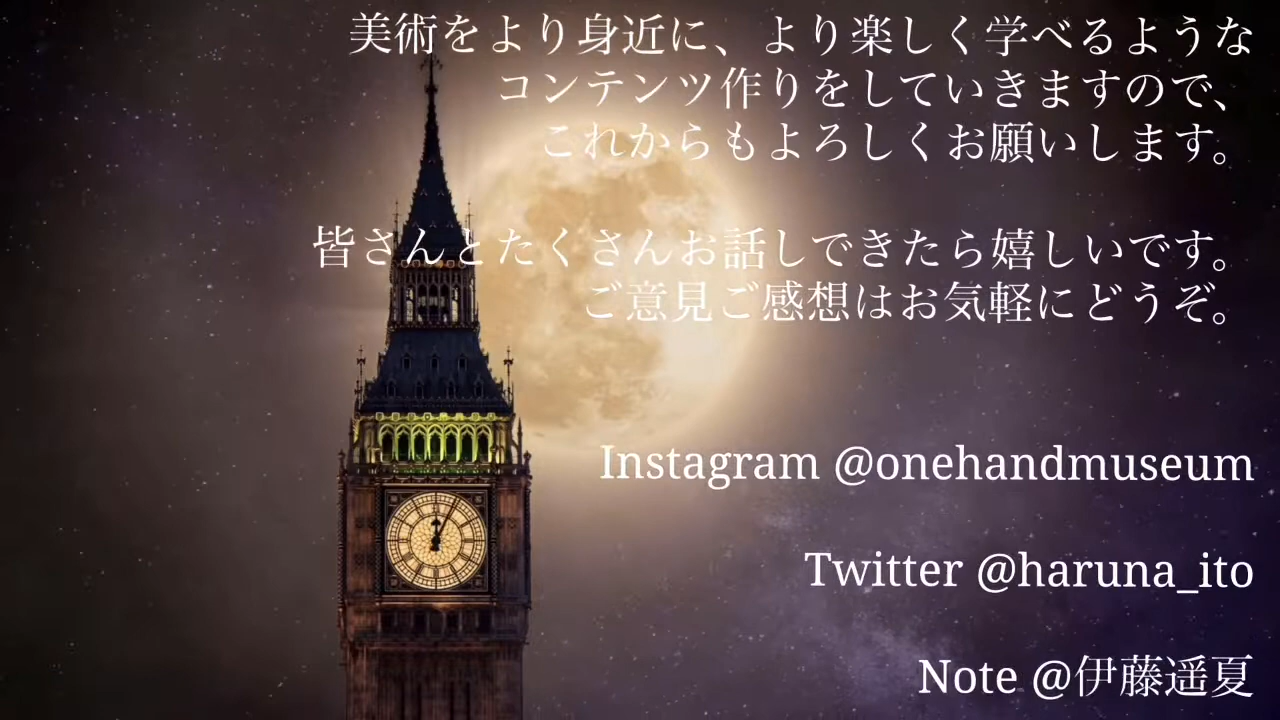 美術をより身近に、より楽しく学べるような
コンテンツ作りをしていきますので、
これからもよろしくお願いします。
皆さんとたくさんお話しできたら嬉しいです。
ご意見ご感想はお気軽にどうぞ。
Instagram @onehandmuseum
Twitter @haruna_ito
Note @伊藤遥夏